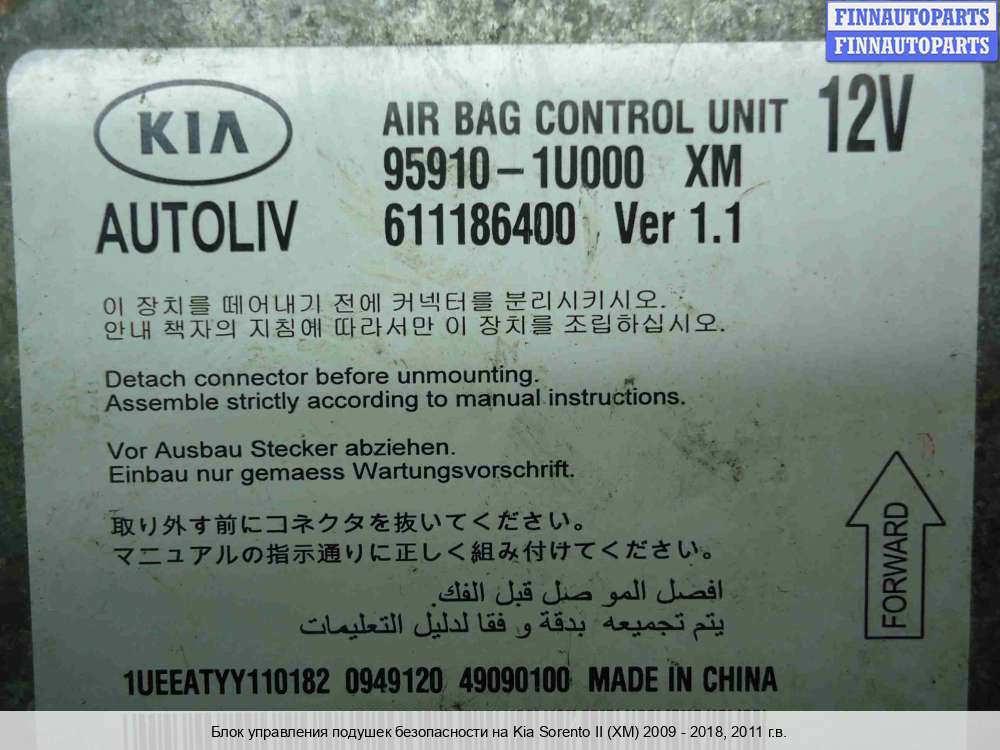 FINNAUTOPARTS
FINNAUTOPARTS
KIA
AUTOLIV
AIR BAG CONTROL UNIT
95910-1U000 XM
611186400 Ver 1.1
12V
이 장치를 떼어내기 전에 커넥터를 분리시키시오.
안내 책자의 지침에 따라서만 이 장치를 조립하십시오.
Detach connector before unmounting.
Assemble strictly according to manual instructions.
Vor Ausbau Stecker abziehen.
Einbau nur gemaess Wartungsvorschrift.
取り外す前にコネクタを抜いてください。
マニュアルの指示通りに正しく組み付けてください。
افصل المو صل قبل الفك.
يتم تجميعه بدقة و فقا لدليل التعليمات
FORWARD
1UEEATYY110182 0949120 49090100 MADE IN CHINA
Блок управления подушек безопасности на Kia Sorento II (XM) 2009 - 2018, 2011 г.в.